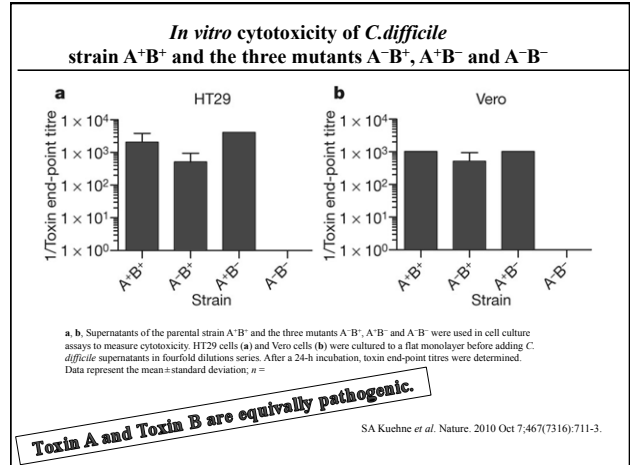 In vitro cytotoxicity of C.difficile
strain A⁺B⁺ and the three mutants A⁻B⁺, A⁺B⁻ and A⁻B⁻
a
HT29
1/Toxin end-point titre
1 × 10⁴
1 × 10³
1 × 10²
1 × 10¹
1 × 10⁰
A⁺B⁺
A⁻B⁺
A⁺B⁻
A⁻B⁻
Strain
b
Vero
1/Toxin end-point titre
1 × 10⁴
1 × 10³
1 × 10²
1 × 10¹
1 × 10⁰
A⁺B⁺
A⁻B⁺
A⁺B⁻
A⁻B⁻
Strain
a, b, Supernatants of the parental strain A⁺B⁺ and the three mutants A⁻B⁺, A⁺B⁻ and A⁻B⁻ were used in cell culture
assays to measure cytotoxicity. HT29 cells (a) and Vero cells (b) were cultured to a flat monolayer before adding C.
difficile supernatants in fourfold dilutions series. After a 24-h incubation, toxin end-point titres were determined.
Data represent the mean ± standard deviation; n =
Toxin A and Toxin B are equivally pathogenic.
SA Kuehne et al. Nature. 2010 Oct 7;467(7316):711-3.